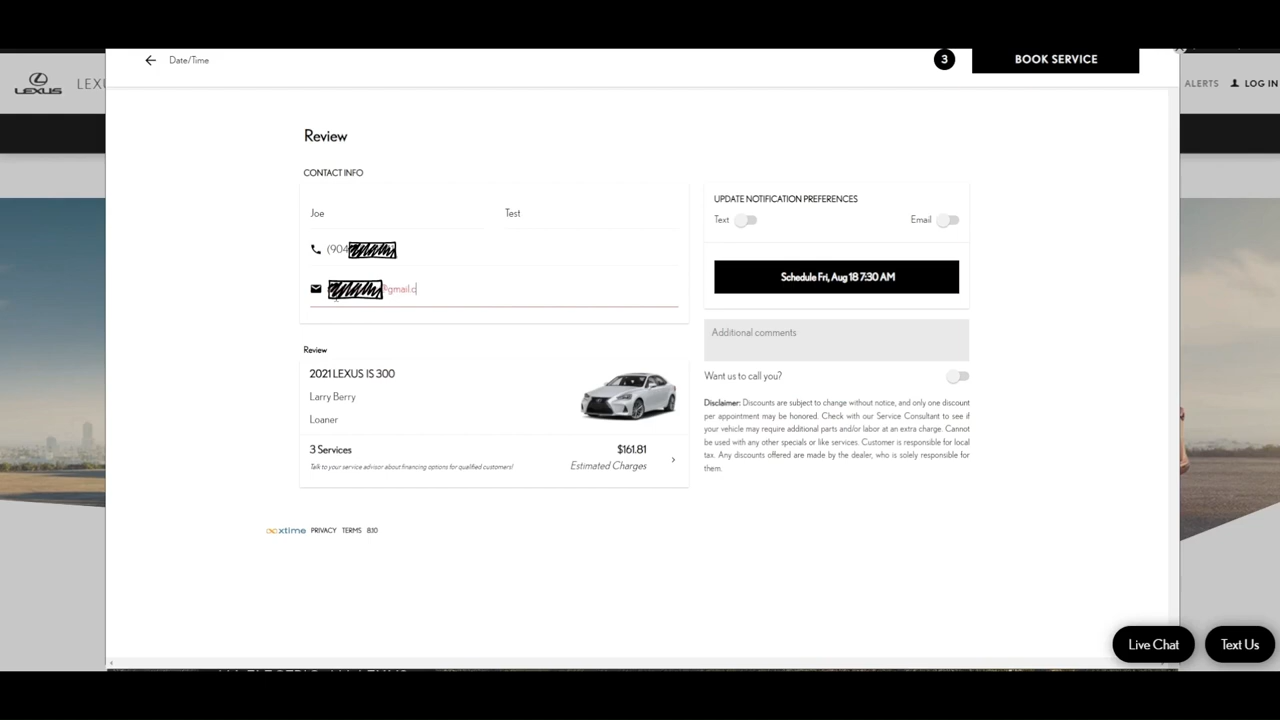 Date/Time
3
BOOK SERVICE
LEXUS
LEXU
ALERTS
LOG IN
Review
CONTACT INFO
Joe
Test
(904
@gmail.c
UPDATE NOTIFICATION PREFERENCES
Text
Email
Schedule Fri, Aug 18 7:30 AM
Additional comments
Want us to call you?
Disclaimer: Discounts are subject to change without notice, and only one discount
per appointment may be honored. Check with our Service Consultant to see if
your vehicle may require additional parts and/or labor at an extra charge. Cannot
be used with any other specials or like services. Customer is responsible for local
tax. Any discounts offered are made by the dealer, who is solely responsible for
them.
Review
2021 LEXUS IS 300
Larry Berry
Loaner
3 Services
$161.81
Talk to your service advisor about financing options for qualified customers!
Estimated Charges
xtime PRIVACY TERMS 8.10
Live Chat
Text Us